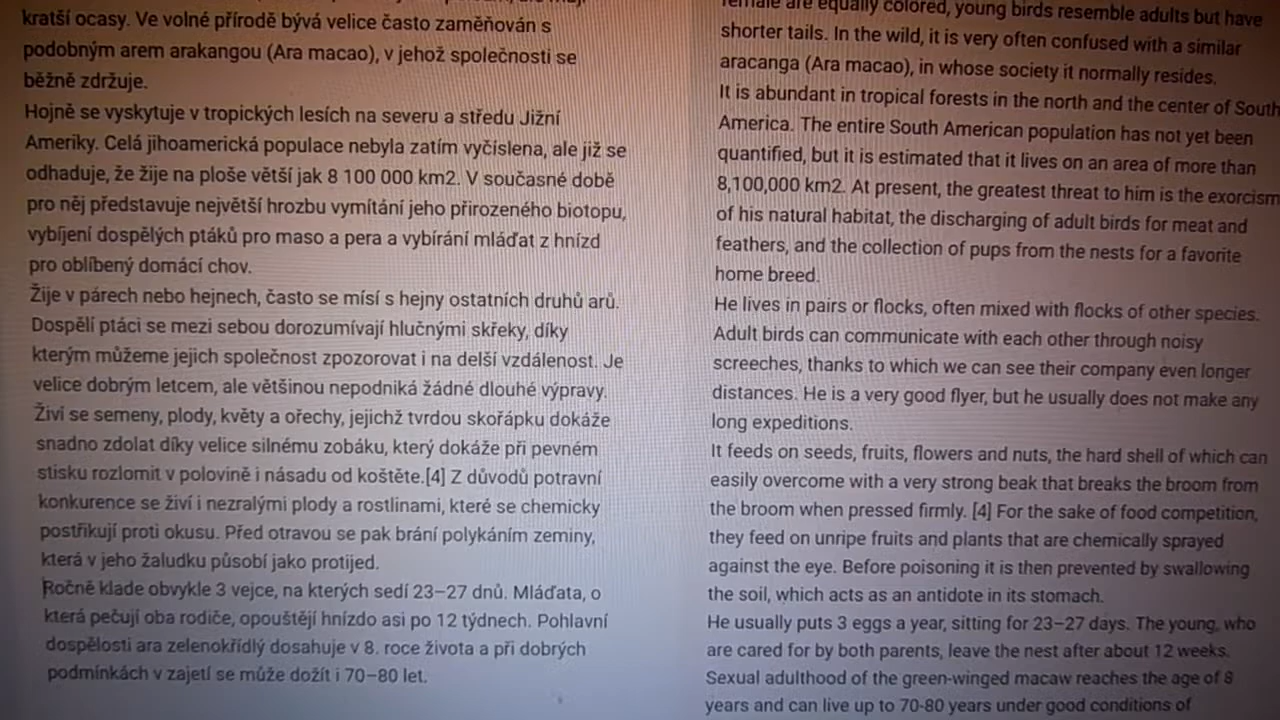 kratší ocasy. Ve volné přírodě bývá velice často zaměňován s
podobným arem arakangou (Ara macao), v jehož společnosti se
běžně zdržuje.
Hojně se vyskytuje v tropických lesích na severu a středu Jižní
Ameriky. Celá jihoamerická populace nebyla zatím vyčíslena, ale již se
odhaduje, že žije na ploše větší jak 8 100 000 km2. V současné době
pro něj představuje největší hrozbu vymítání jeho přirozeného biotopu,
vybíjení dospělých ptáků pro maso a pera a vybírání mláďat z hnízd
pro oblíbený domácí chov.
Žije v párech nebo hejnech, často se mísí s hejny ostatních druhů arů.
Dospělí ptáci se mezi sebou dorozumívají hlučnými skřeky, díky
kterým můžeme jejich společnost zpozorovat i na delší vzdálenost. Je
velice dobrým letcem, ale většinou nepodniká žádné dlouhé výpravy.
Živí se semeny, plody, květy a ořechy, jejichž tvrdou skořápku dokáže
snadno zdolat díky velice silnému zobáku, který dokáže při pevném
stisku rozlomit v polovině i násadu od koštěte.[4] Z důvodů potravní
konkurence se živí i nezralými plody a rostlinami, které se chemicky
postřikují proti okusu. Před otravou se pak brání polykáním zeminy,
která v jeho žaludku působí jako protijed.
Ročně klade obvykle 3 vejce, na kterých sedí 23–27 dnů. Mláďata, o
která pečují oba rodiče, opouštějí hnízdo asi po 12 týdnech. Pohlavní
dospělosti ara zelenokřídlý dosahuje v 8. roce života a při dobrých
podmínkách v zajetí se může dožít i 70–80 let.
female are equally colored, young birds resemble adults but have
shorter tails. In the wild, it is very often confused with a similar
aracanga (Ara macao), in whose society it normally resides.
It is abundant in tropical forests in the north and the center of South
America. The entire South American population has not yet been
quantified, but it is estimated that it lives on an area of more than
8,100,000 km2. At present, the greatest threat to him is the exorcism
of his natural habitat, the discharging of adult birds for meat and
feathers, and the collection of pups from the nests for a favorite
home breed.
He lives in pairs or flocks, often mixed with flocks of other species.
Adult birds can communicate with each other through noisy
screeches, thanks to which we can see their company even longer
distances. He is a very good flyer, but he usually does not make any
long expeditions.
It feeds on seeds, fruits, flowers and nuts, the hard shell of which can
easily overcome with a very strong beak that breaks the broom from
the broom when pressed firmly. [4] For the sake of food competition,
they feed on unripe fruits and plants that are chemically sprayed
against the eye. Before poisoning it is then prevented by swallowing
the soil, which acts as an antidote in its stomach.
He usually puts 3 eggs a year, sitting for 23–27 days. The young, who
are cared for by both parents, leave the nest after about 12 weeks.
Sexual adulthood of the green-winged macaw reaches the age of 8
years and can live up to 70-80 years under good conditions of